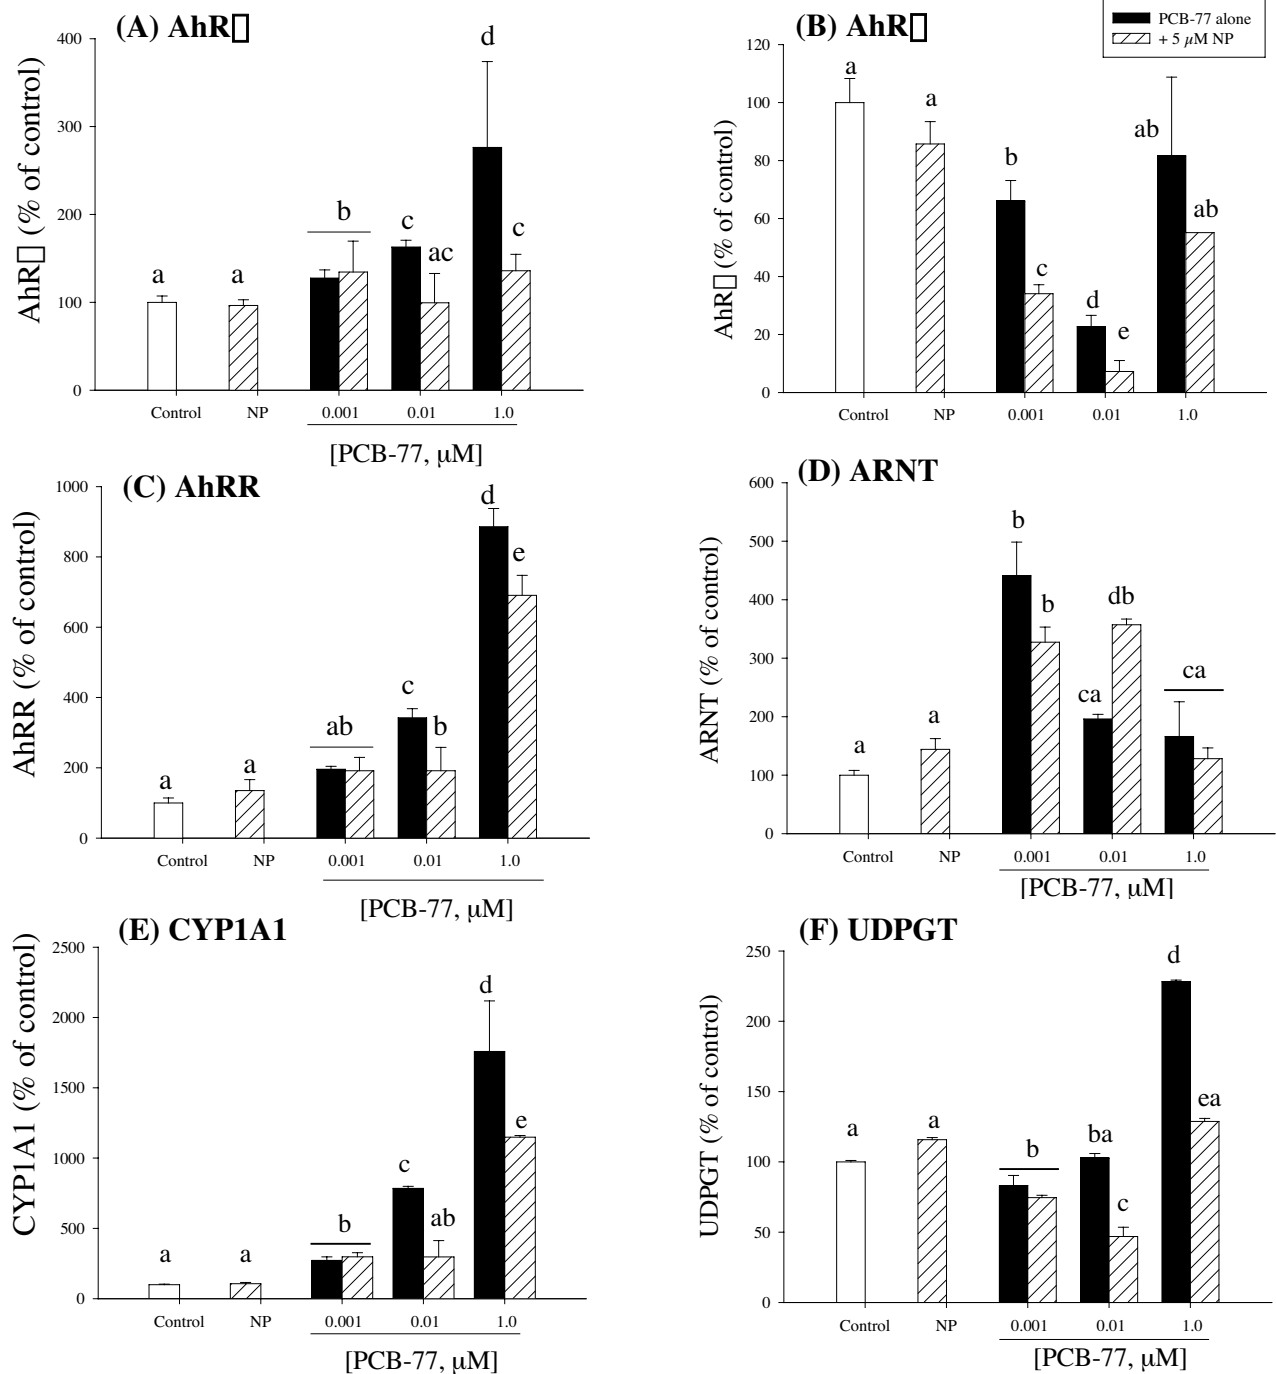 (A) AhR▯
AhR▯ (% of control)
400
300
200
100
0
a
a
b
c
ac
d
c
Control NP 0.001 0.01 1.0
[PCB-77, μM]
(B) AhR▯
PCB-77 alone
+ 5 μM NP
AhR▯ (% of control)
120
100
80
60
40
20
0
a
a
b
c
d
e
ab
ab
Control NP 0.001 0.01 1.0
(C) AhRR
AhRR (% of control)
1000
800
600
400
200
0
a
a
ab
c
b
d
e
Control NP 0.001 0.01 1.0
[PCB-77, μM]
(D) ARNT
ARNT (% of control)
600
500
400
300
200
100
0
a
a
b
b
ca
db
ca
Control NP 0.001 0.01 1.0
[PCB-77, μM]
(E) CYP1A1
CYP1A1 (% of control)
2500
2000
1500
1000
500
0
a
a
b
c
ab
d
e
Control NP 0.001 0.01 1.0
[PCB-77, μM]
(F) UDPGT
UDPGT (% of control)
250
200
150
100
50
0
a
a
b
ba
c
d
ea
Control NP 0.001 0.01 1.0
[PCB-77, μM]